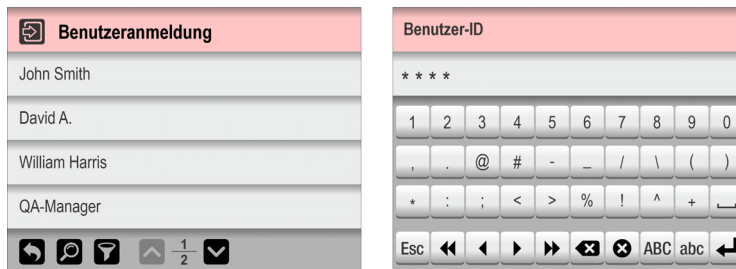 Benutzeranmeldung
John Smith
David A.
William Harris
QA-Manager
1
2
Benutzer-ID
* * * *
1 2 3 4 5 6 7 8 9 0
, . @ # - _ / \ ( )
* : ; < > % ! ^ +
Esc ABC abc